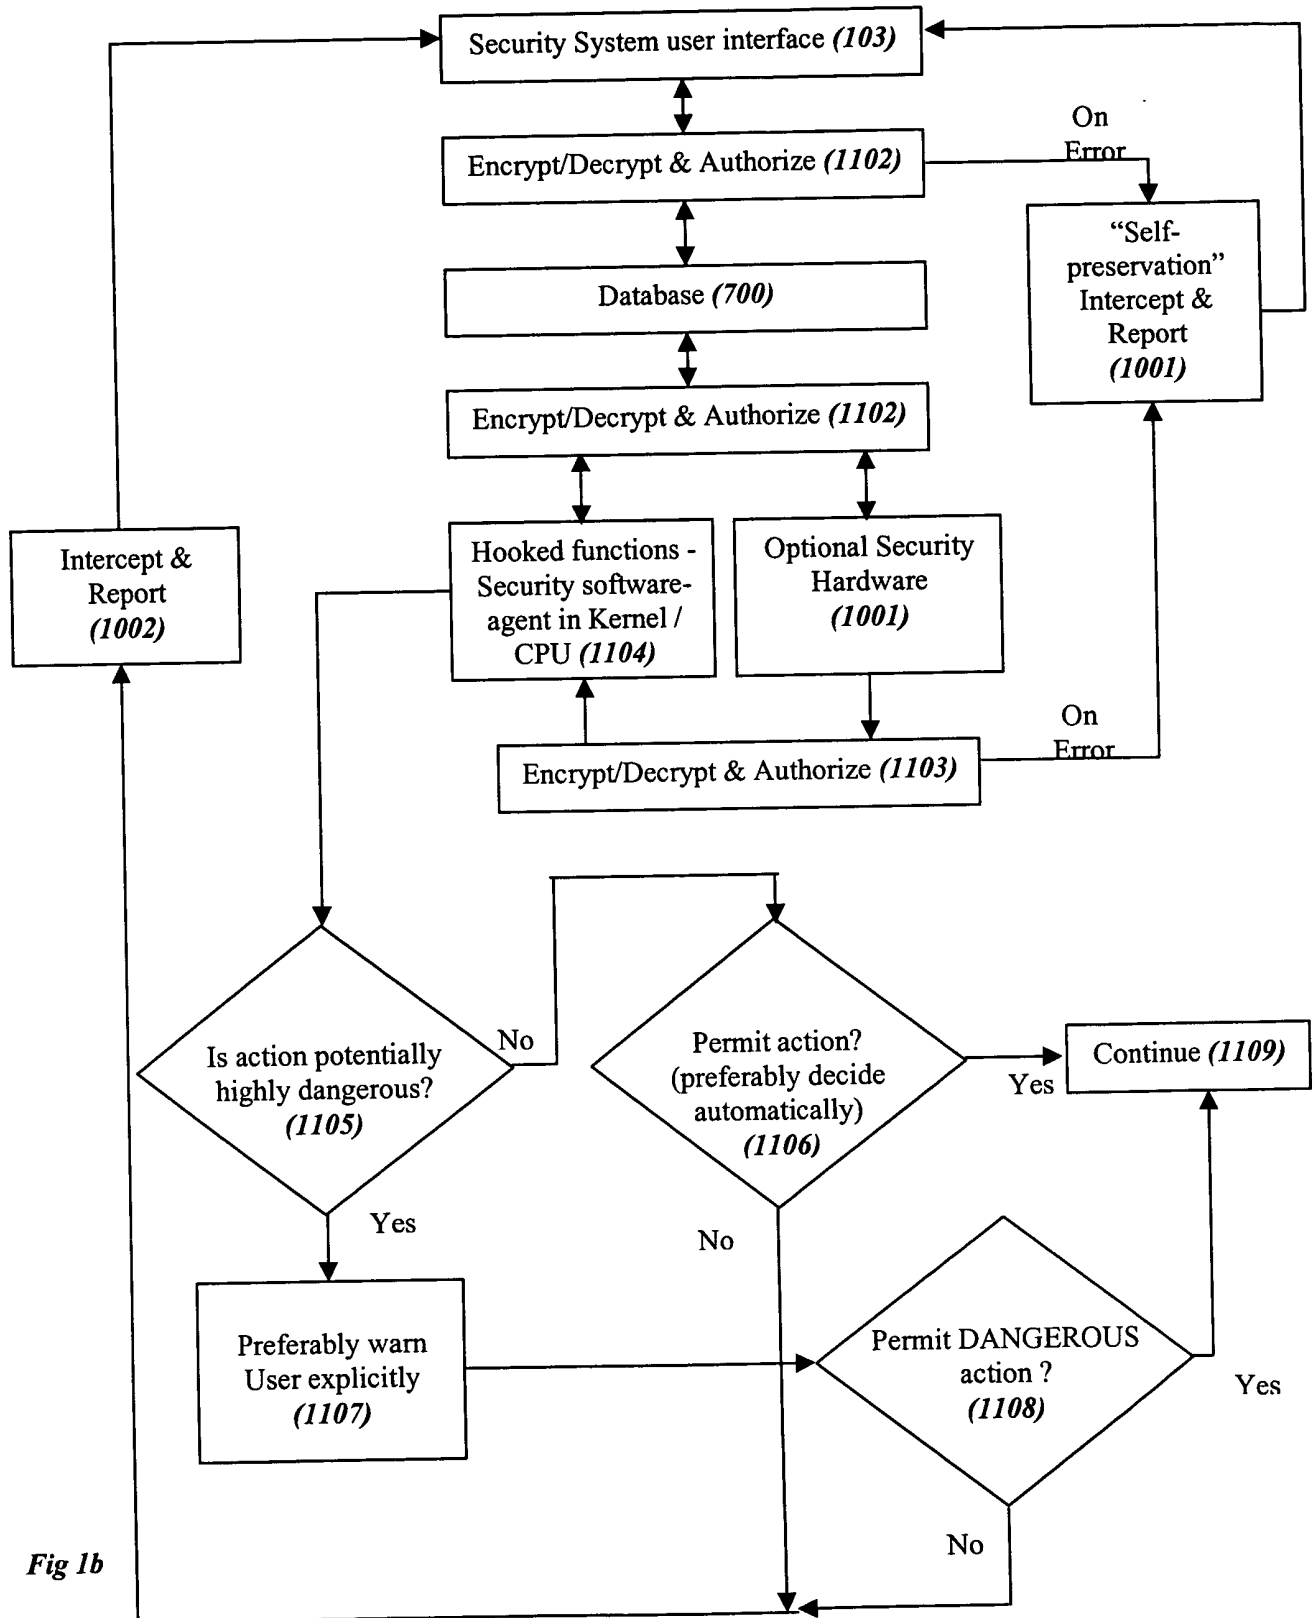 Security System user interface (103)
On
Error
Encrypt/Decrypt & Authorize (1102)
“Self-
preservation”
Intercept &
Report
(1001)
Database (700)
Encrypt/Decrypt & Authorize (1102)
Intercept &
Report
(1002)
Hooked functions -
Security software-
agent in Kernel /
CPU (1104)
Optional Security
Hardware
(1001)
On
Error
Encrypt/Decrypt & Authorize (1103)
Is action potentially
highly dangerous?
(1105)
No
Permit action?
(preferably decide
automatically)
(1106)
Yes
Continue (1109)
Yes
No
Preferably warn
User explicitly
(1107)
Permit DANGEROUS
action ?
(1108)
Yes
No
Fig 1b